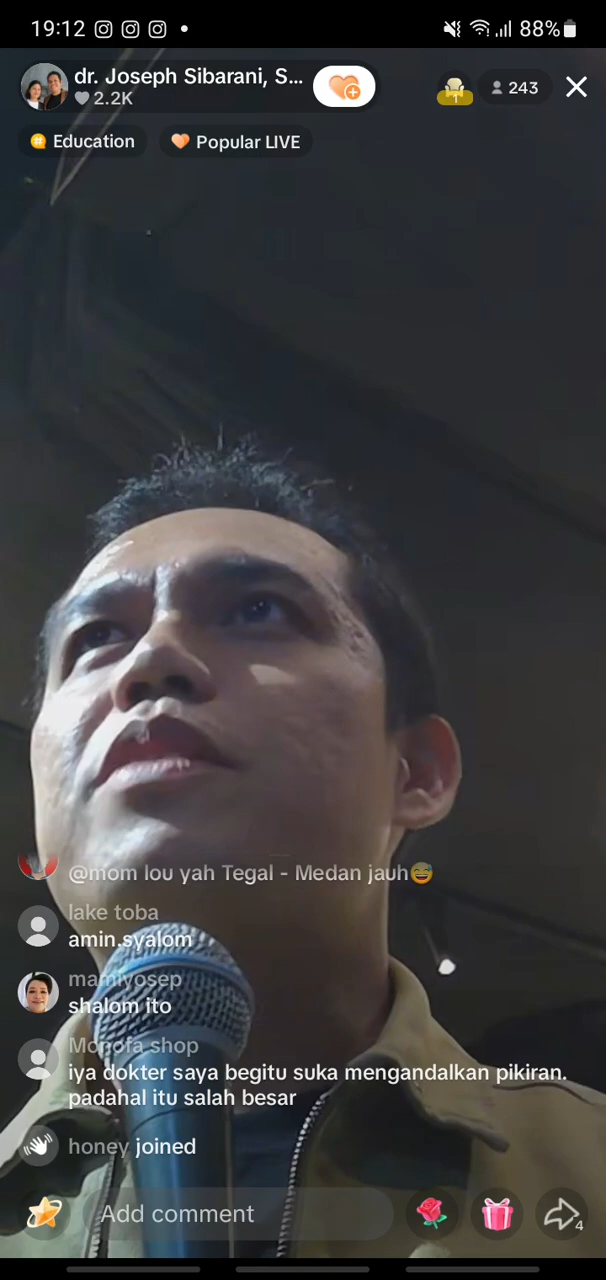 19:12
88%
dr. Joseph Sibarani, S...
2.2K
1
243
Education
Popular LIVE
@mom lou yah Tegal - Medan jauh😅
lake toba
amin.syalom
mamiyosep
shalom ito
Monofa shop
iya dokter saya begitu suka mengandalkan pikiran.
padahal itu salah besar
honey joined
Add comment
4